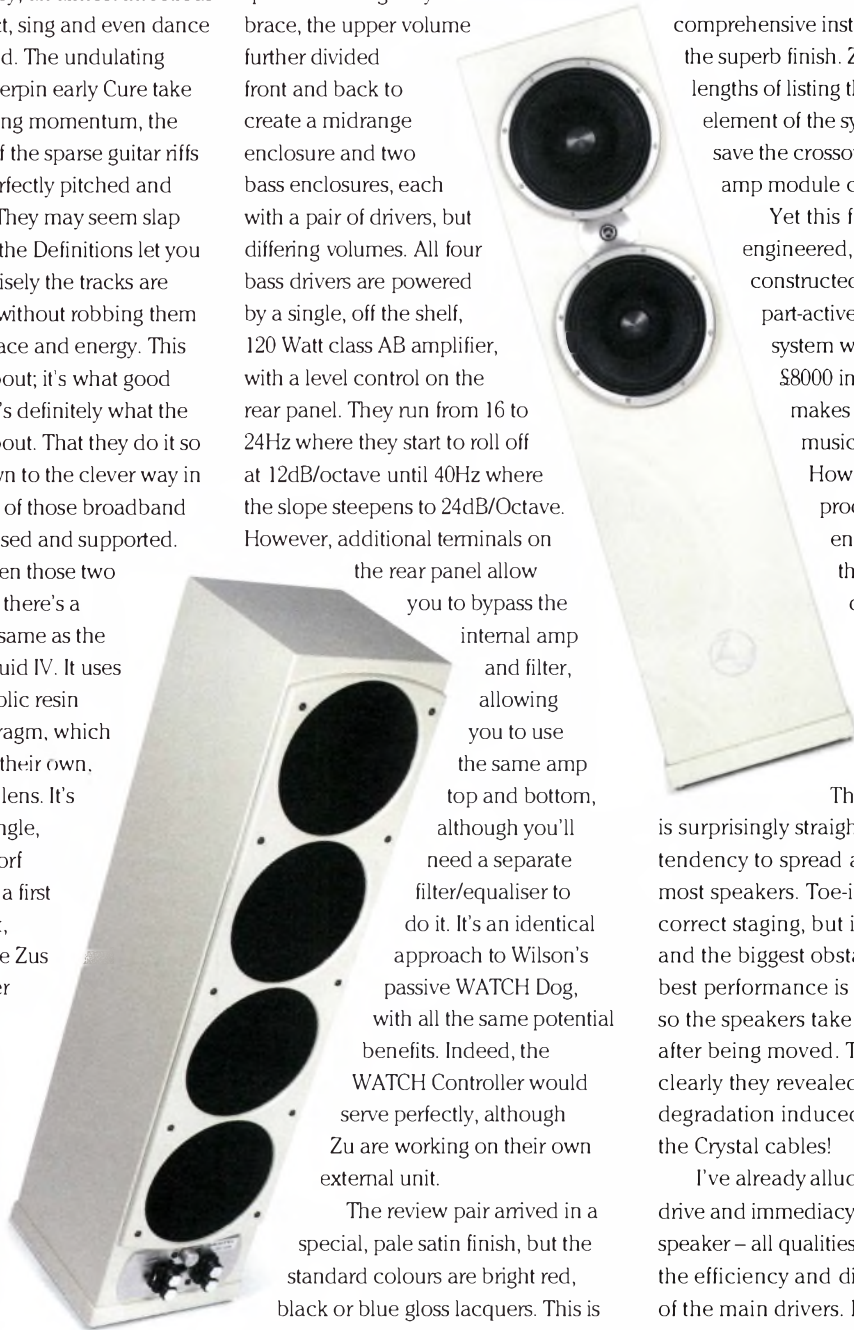 ct, sing and even dance
d. The undulating
erpin early Cure take
ng momentum, the
f the sparse guitar riffs
rfectly pitched and
They may seem slap
the Definitions let you
isely the tracks are
without robbing them
ace and energy. This
out; it's what good
's definitely what the
out. That they do it so
wn to the clever way in
of those broadband
sed and supported.
en those two
there's a
same as the
uid IV. It uses
olic resin
ragm, which
their own,
lens. It's
ngle,
orf
a first
e Zus
er
brace, the upper volume
further divided
front and back to
create a midrange
enclosure and two
bass enclosures, each
with a pair of drivers, but
differing volumes. All four
bass drivers are powered
by a single, off the shelf,
120 Watt class AB amplifier,
with a level control on the
rear panel. They run from 16 to
24Hz where they start to roll off
at 12dB/octave until 40Hz where
the slope steepens to 24dB/Octave.
However, additional terminals on
the rear panel allow
you to bypass the
internal amp
and filter,
allowing
you to use
the same amp
top and bottom,
although you'll
need a separate
filter/equaliser to
do it. It's an identical
approach to Wilson's
passive WATCH Dog,
with all the same potential
benefits. Indeed, the
WATCH Controller would
serve perfectly, although
Zu are working on their own
external unit.
The review pair arrived in a
special, pale satin finish, but the
standard colours are bright red,
black or blue gloss lacquers. This is
comprehensive inst
the superb finish. Z
lengths of listing th
element of the sy
save the crossov
amp module c
Yet this f
engineered,
constructed
part-active
system w
£8000 in
makes
music
How
proc
en
th
c
Th
is surprisingly straigh
tendency to spread a
most speakers. Toe-i
correct staging, but i
and the biggest obsta
best performance is
so the speakers take
after being moved. T
clearly they revealed
degradation induced
the Crystal cables!
I've already alluc
drive and immediacy
speaker – all qualities
the efficiency and di
of the main drivers. I